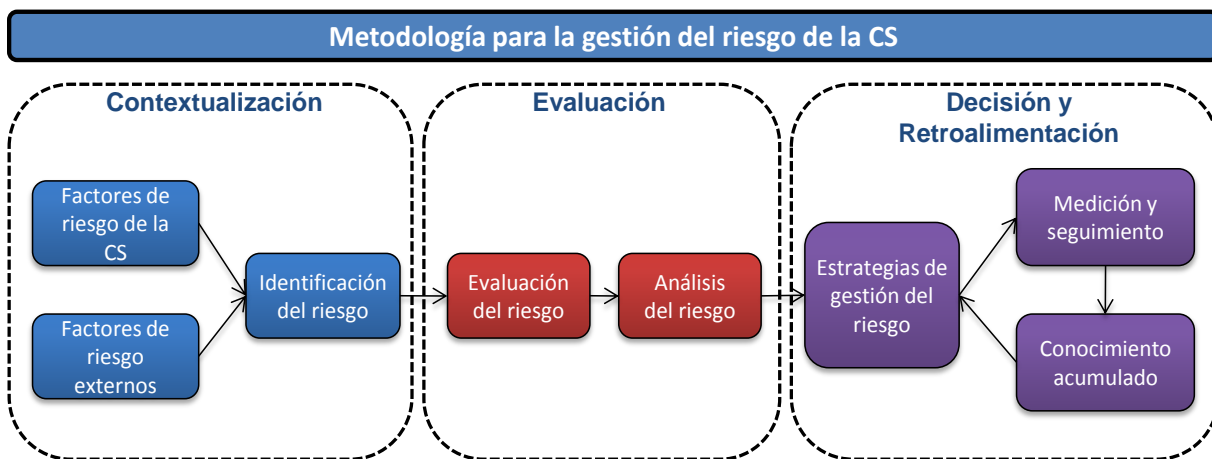 Metodología para la gestión del riesgo de la CS
Contextualización
Factores de
riesgo de la
CS
Factores de
riesgo
externos
Identificación
del riesgo
Evaluación
Evaluación
del riesgo
Análisis
del riesgo
Decisión y
Retroalimentación
Estrategias de
gestión del
riesgo
Medición y
seguimiento
Conocimiento
acumulado